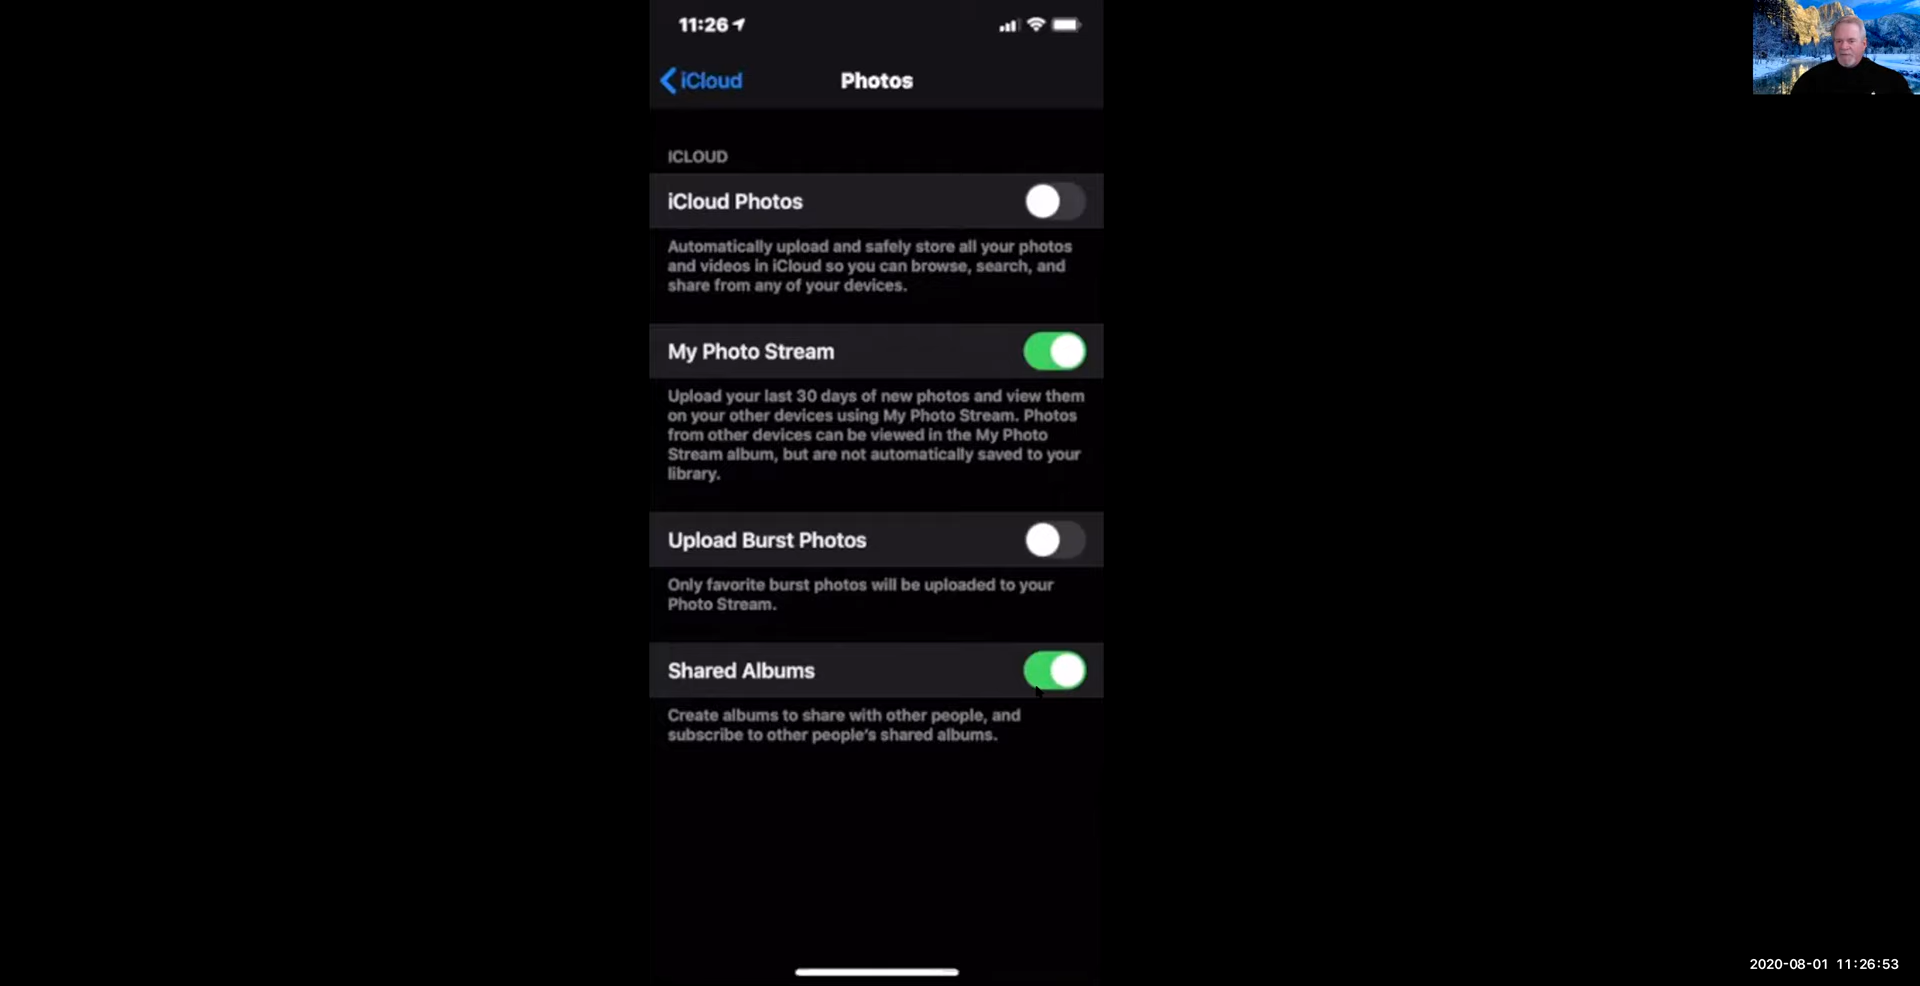 11:26
iCloud
Photos
ICLOUD
iCloud Photos
Automatically upload and safely store all your photos
and videos in iCloud so you can browse, search, and
share from any of your devices.
My Photo Stream
Upload your last 30 days of new photos and view them
on your other devices using My Photo Stream. Photos
from other devices can be viewed in the My Photo
Stream album, but are not automatically saved to your
library.
Upload Burst Photos
Only favorite burst photos will be uploaded to your
Photo Stream.
Shared Albums
Create albums to share with other people, and
subscribe to other people's shared albums.
2020-08-01 11:26:53